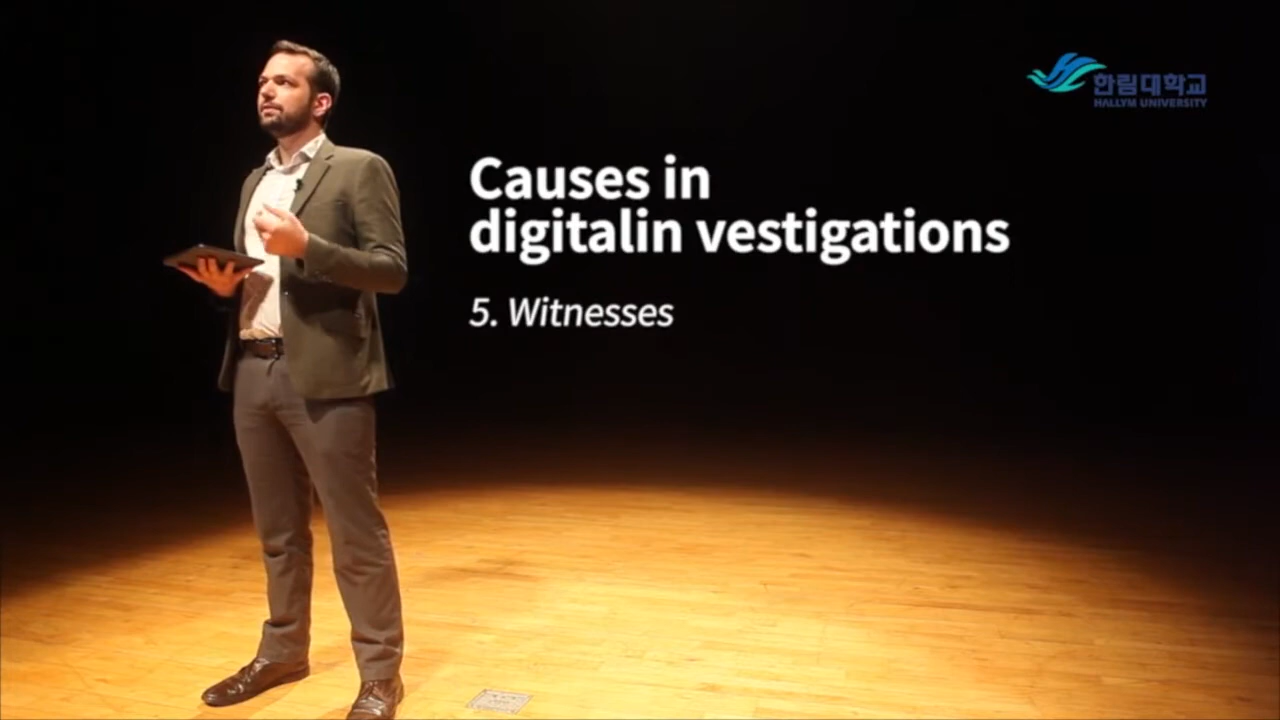 한림대학교
HALLYM UNIVERSITY
Causes in
digitalin vestigations
5. Witnesses